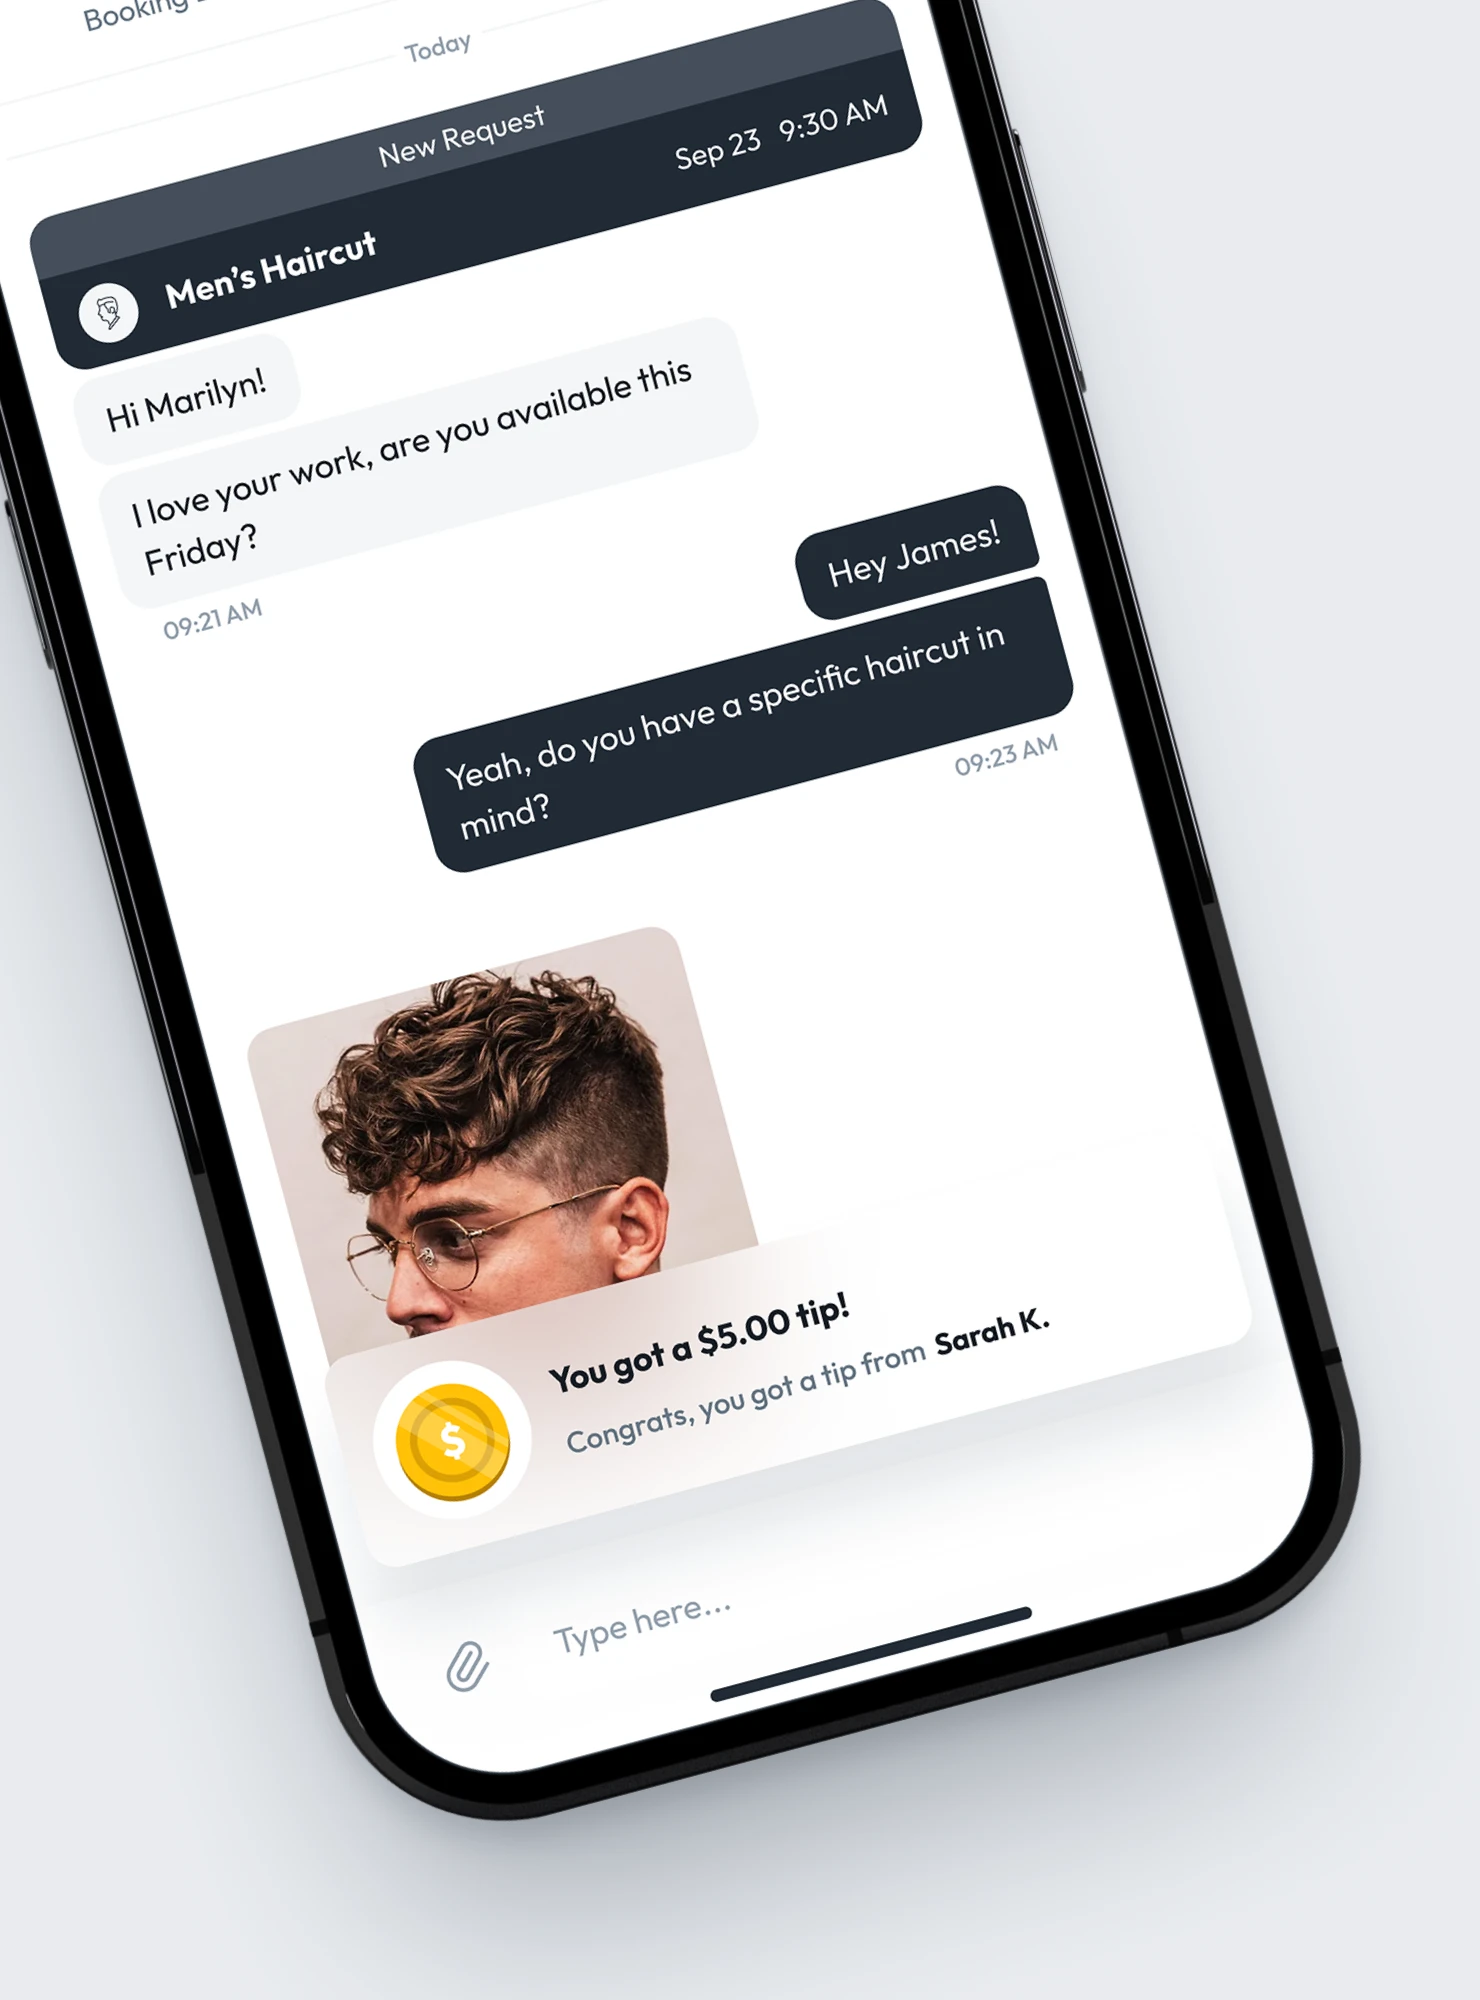 Booking
Today
New Request
Men's Haircut
Sep 23 9:30 AM
Hi Marilyn!
I love your work, are you available this
Friday?
09:21 AM
Hey James!
Yeah, do you have a specific haircut in
mind?
09:23 AM
You got a $5.00 tip!
Congrats, you got a tip from Sarah K.
$
Type here...